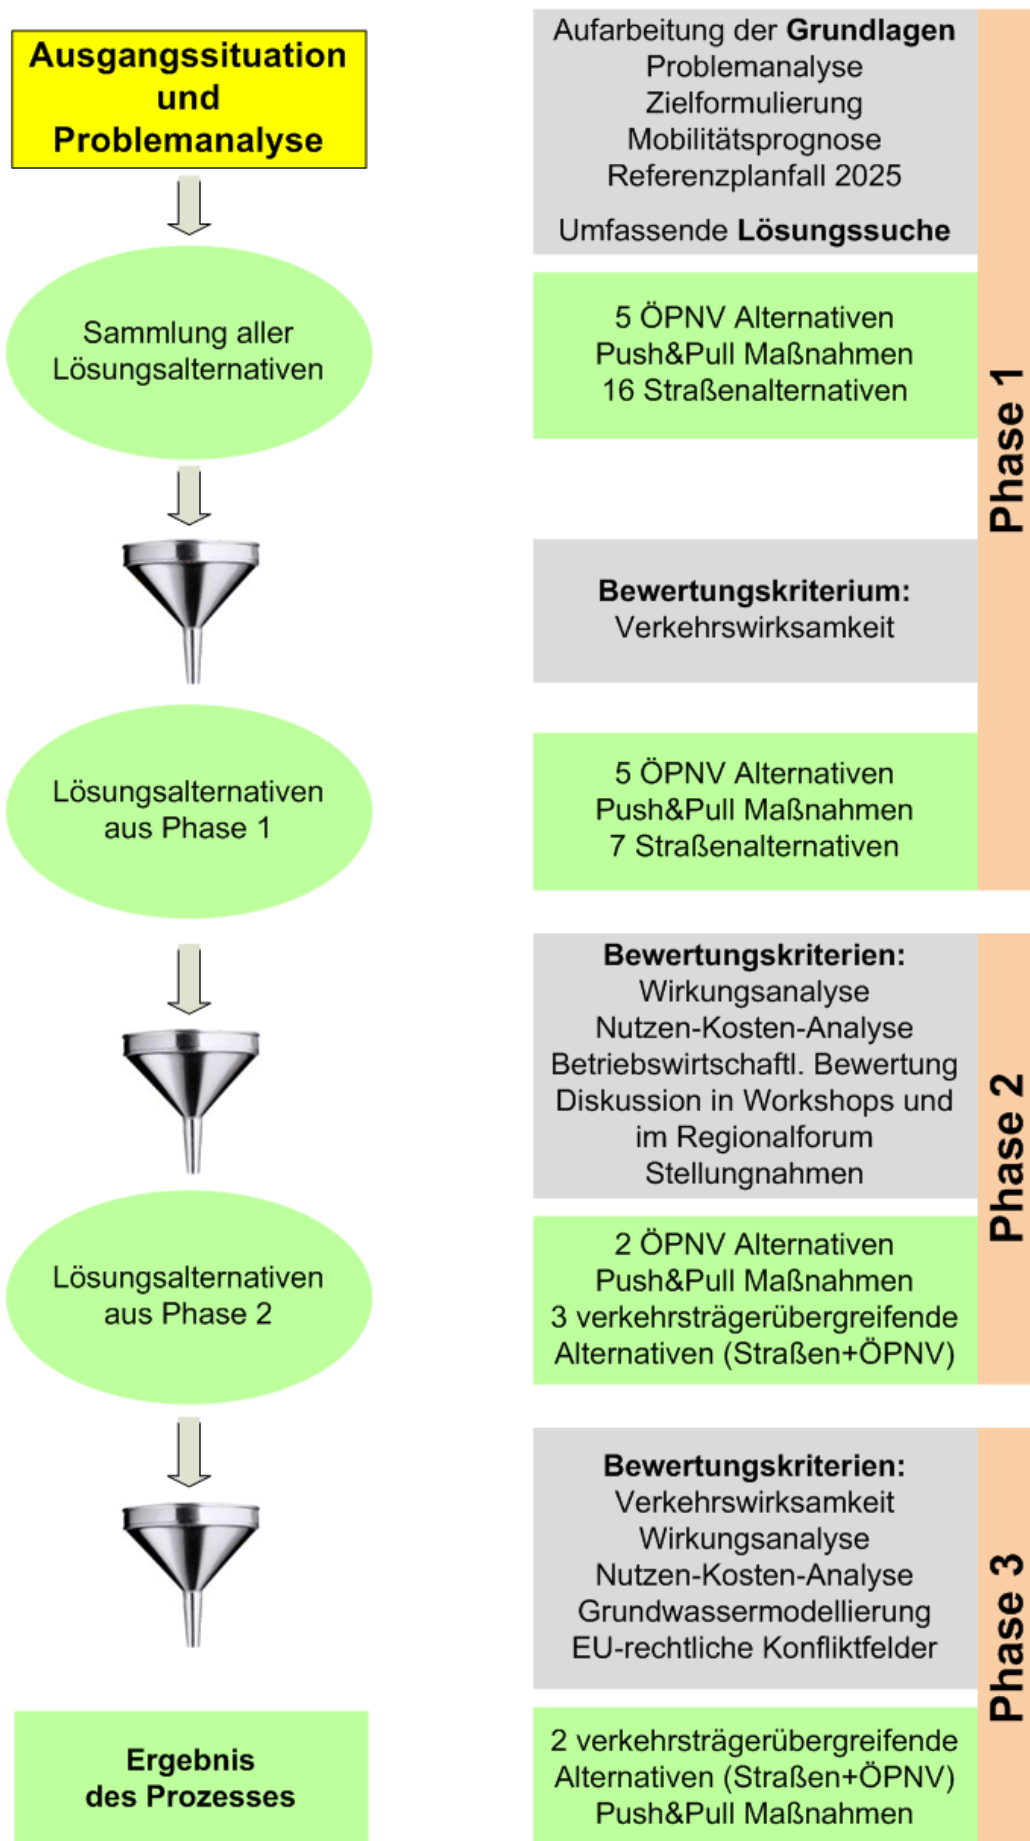 Ausgangssituation
und
Problemanalyse
Aufarbeitung der Grundlagen
Problemanalyse
Zielformulierung
Mobilitätsprognose
Referenzplanfall 2025
Umfassende Lösungssuche
Sammlung aller
Lösungsalternativen
5 ÖPNV Alternativen
Push&Pull Maßnahmen
16 Straßenalternativen
Phase 1
Bewertungskriterium:
Verkehrswirksamkeit
Lösungsalternativen
aus Phase 1
5 ÖPNV Alternativen
Push&Pull Maßnahmen
7 Straßenalternativen
Bewertungskriterien:
Wirkungsanalyse
Nutzen-Kosten-Analyse
Betriebswirtschaftl. Bewertung
Diskussion in Workshops und
im Regionalforum
Stellungnahmen
Phase 2
Lösungsalternativen
aus Phase 2
2 ÖPNV Alternativen
Push&Pull Maßnahmen
3 verkehrsträgerübergreifende
Alternativen (Straßen+ÖPNV)
Bewertungskriterien:
Verkehrswirksamkeit
Wirkungsanalyse
Nutzen-Kosten-Analyse
Grundwassermodellierung
EU-rechtliche Konfliktfelder
Phase 3
Ergebnis
des Prozesses
2 verkehrsträgerübergreifende
Alternativen (Straßen+ÖPNV)
Push&Pull Maßnahmen